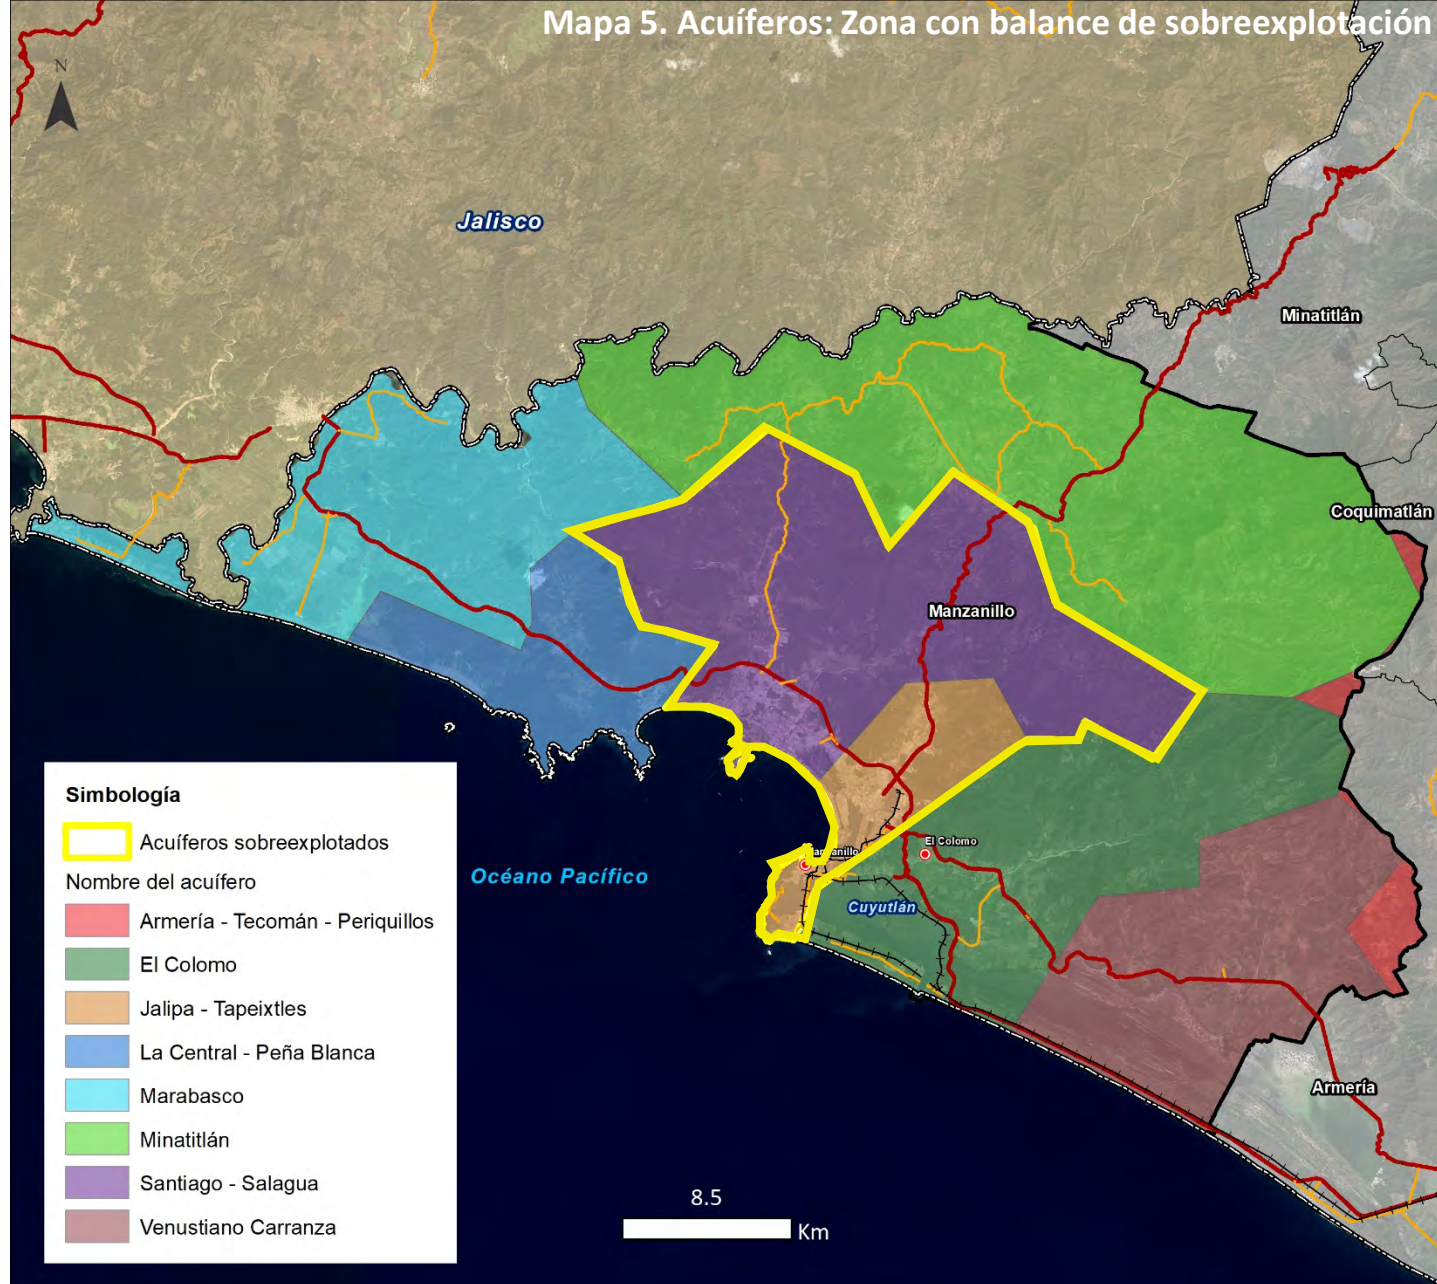 Mapa 5. Acuíferos: Zona con balance de sobreexplotación
N
Jalisco
Minatitlán
Coquimatlán
Manzanillo
El Colomo
Océano Pacífico
Cuyutlán
Armería
Simbología
Acuíferos sobreexplotados
Nombre del acuífero
Armería - Tecomán - Periquillos
El Colomo
Jalipa - Tapeixtles
La Central - Peña Blanca
Marabasco
Minatitlán
Santiago - Salagua
Venustiano Carranza
8.5
Km